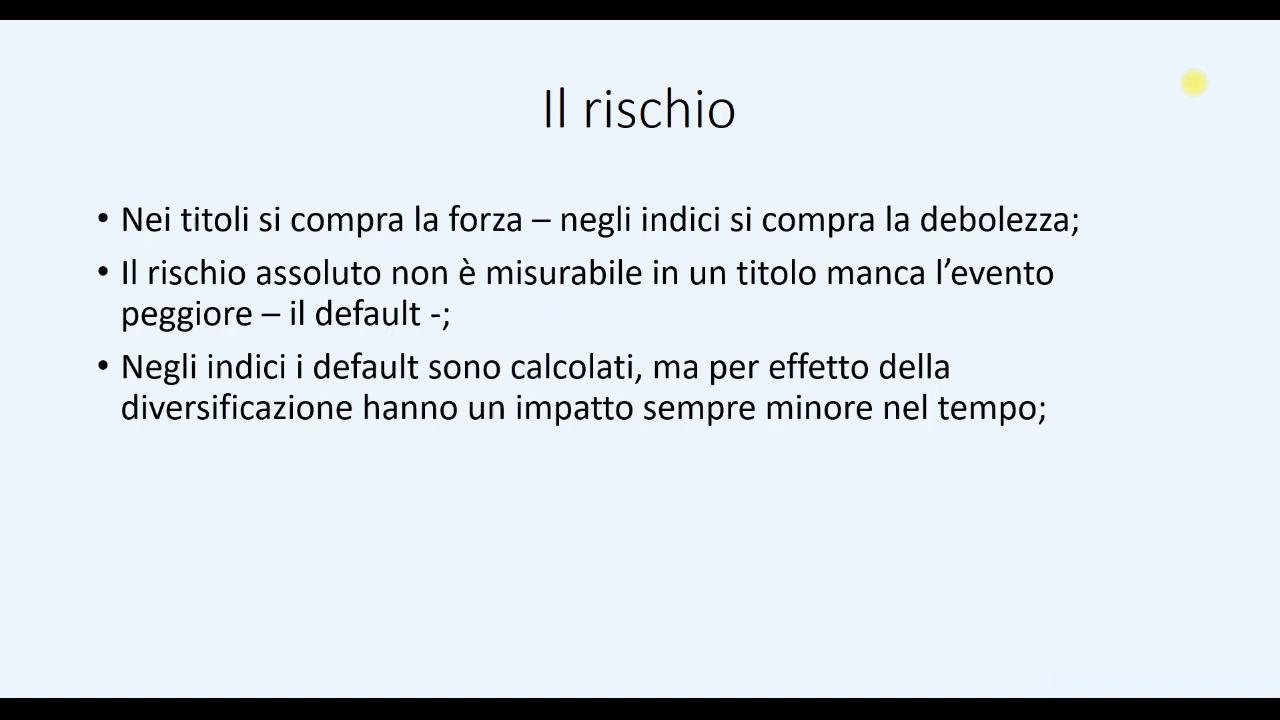 Il rischio
• Nei titoli si compra la forza – negli indici si compra la debolezza;
• Il rischio assoluto non è misurabile in un titolo manca l’evento
peggiore – il default -;
• Negli indici i default sono calcolati, ma per effetto della
diversificazione hanno un impatto sempre minore nel tempo;